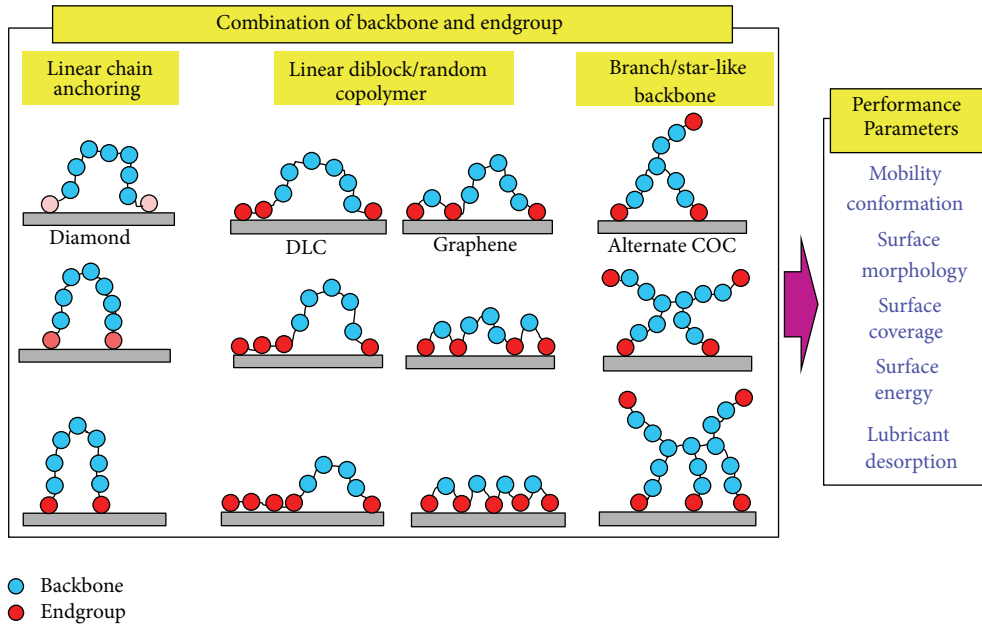 Combination of backbone and endgroup
Linear chain
anchoring
Linear diblock/random
copolymer
Branch/star-like
backbone
Diamond
DLC
Graphene
Alternate COC
Performance
Parameters
Mobility
conformation
Surface
morphology
Surface
coverage
Surface
energy
Lubricant
desorption
Backbone
Endgroup